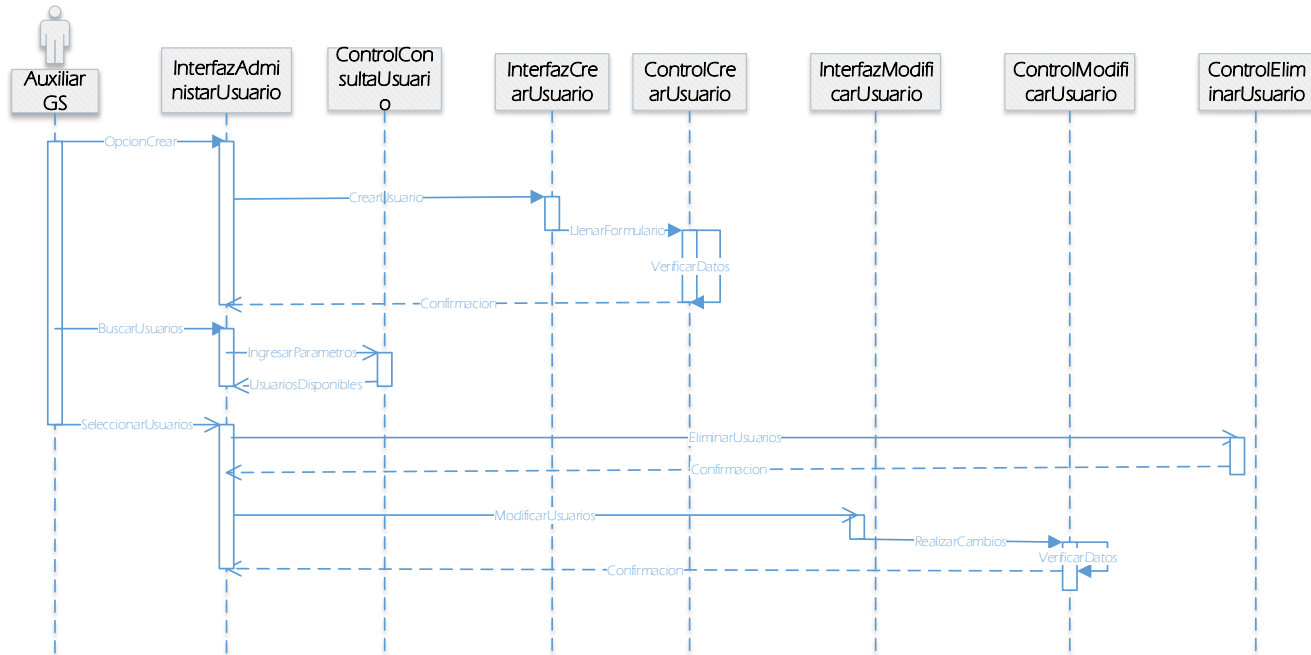 Auxiliar
GS
InterfazAdmi
nistarUsuario
ControlCon
sultaUsuari
o
InterfazCre
arUsuario
ControlCre
arUsuario
InterfazModifi
carUsuario
ControlModifi
carUsuario
ControlElim
inarUsuario
OpcionCrear
CrearUsuario
LlenarFormulario
VerificarDatos
Confirmacion
BuscarUsuarios
IngresarParametros
UsuariosDisponibles
SeleccionarUsuarios
EliminarUsuarios
Confirmacion
ModificarUsuarios
RealizarCambios
VerificarDatos
Confirmacion